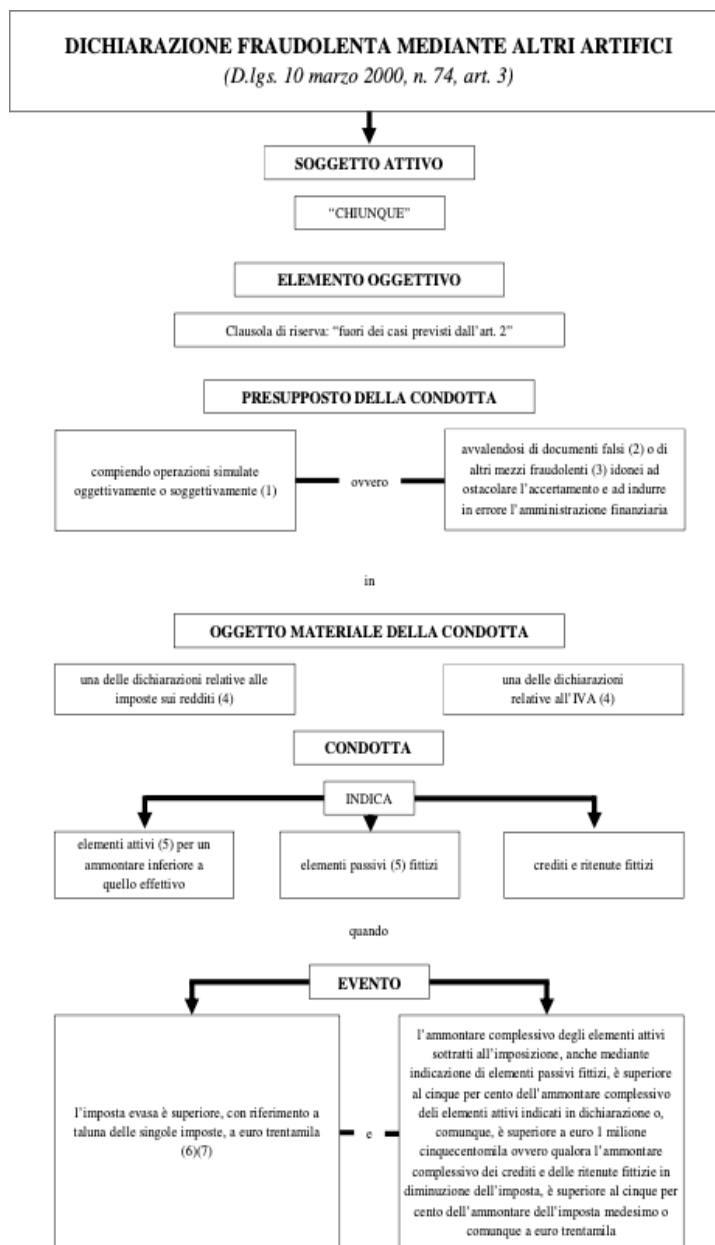 DICHIARAZIONE FRAUDOLENTA MEDIANTE ALTRI ARTIFICI
(D.lgs. 10 marzo 2000, n. 74, art. 3)
SOGGETTO ATTIVO
“CHIUNQUE”
ELEMENTO OGGETTIVO
Clausola di riserva: “fuori dei casi previsti dall’art. 2”
PRESUPPOSTO DELLA CONDOTTA
compiendo operazioni simulate
oggettivamente o soggettivamente (1)
ovvero
avvalendosi di documenti falsi (2) o di
altri mezzi fraudolenti (3) idonei ad
ostacolare l’accertamento e ad indurre
in errore l’amministrazione finanziaria
in
OGGETTO MATERIALE DELLA CONDOTTA
una delle dichiarazioni relative alle
imposte sui redditi (4)
una delle dichiarazioni
relative all’IVA (4)
CONDOTTA
INDICA
elementi attivi (5) per un
ammontare inferiore a
quello effettivo
elementi passivi (5) fittizi
crediti e ritenute fittizi
quando
EVENTO
l’imposta evasa è superiore, con riferimento a
taluna delle singole imposte, a euro trentamila
(6)(7)
e
l’ammontare complessivo degli elementi attivi
sottratti all’imposizione, anche mediante
indicazione di elementi passivi fittizi, è superiore
al cinque per cento dell’ammontare complessivo
deli elementi attivi indicati in dichiarazione o,
comunque, è superiore a euro 1 milione
cinquecentomila ovvero qualora l’ammontare
complessivo dei crediti e delle ritenute fittizie in
diminuzione dell’imposta, è superiore al cinque per
cento dell’ammontare dell’imposta medesimo o
comunque a euro trentamila